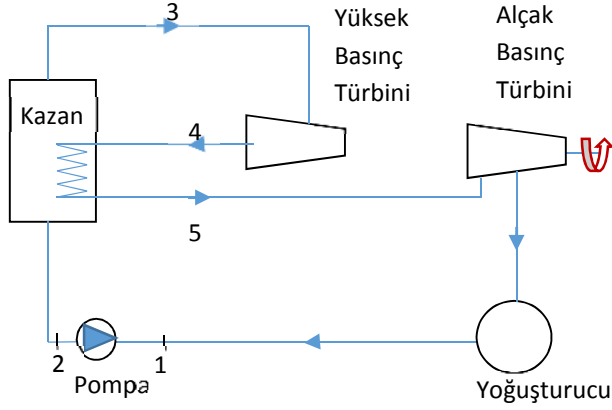 3
Yüksek
Basınç
Türbini
Alçak
Basınç
Türbini
Kazan
4
5
2
1
Pompa
Yoğuşturucu